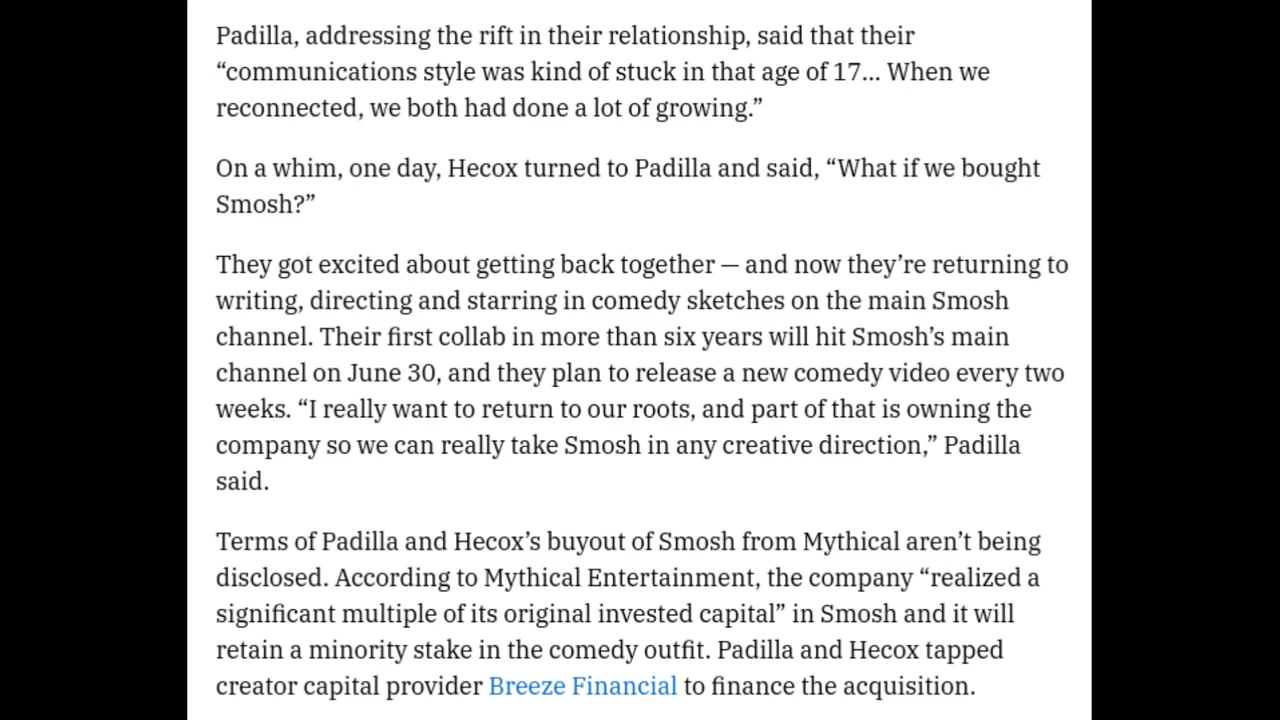 Padilla, addressing the rift in their relationship, said that their
“communications style was kind of stuck in that age of 17… When we
reconnected, we both had done a lot of growing.”
On a whim, one day, Hecox turned to Padilla and said, “What if we bought
Smosh?”
They got excited about getting back together — and now they’re returning to
writing, directing and starring in comedy sketches on the main Smosh
channel. Their first collab in more than six years will hit Smosh’s main
channel on June 30, and they plan to release a new comedy video every two
weeks. “I really want to return to our roots, and part of that is owning the
company so we can really take Smosh in any creative direction,” Padilla
said.
Terms of Padilla and Hecox’s buyout of Smosh from Mythical aren’t being
disclosed. According to Mythical Entertainment, the company “realized a
significant multiple of its original invested capital” in Smosh and it will
retain a minority stake in the comedy outfit. Padilla and Hecox tapped
creator capital provider Breeze Financial to finance the acquisition.